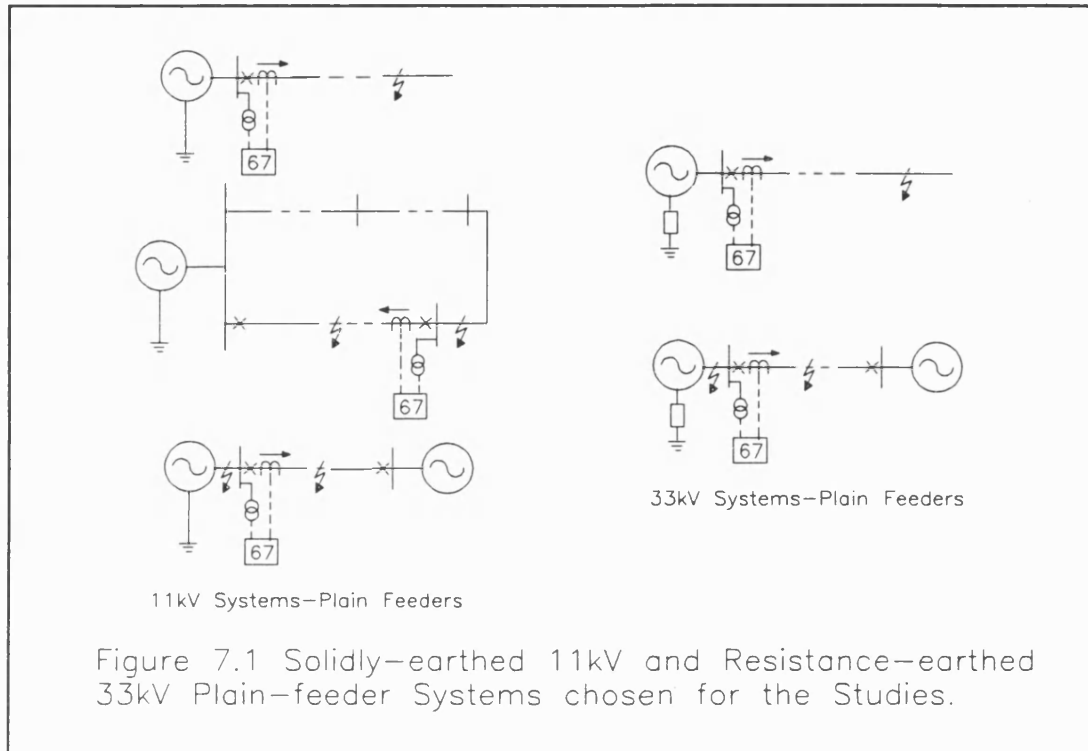 67
67
67
11kV Systems-Plain Feeders
67
67
33kV Systems-Plain Feeders
Figure 7.1 Solidly-earthed 11kV and Resistance-earthed
33kV Plain-feeder Systems chosen for the Studies.